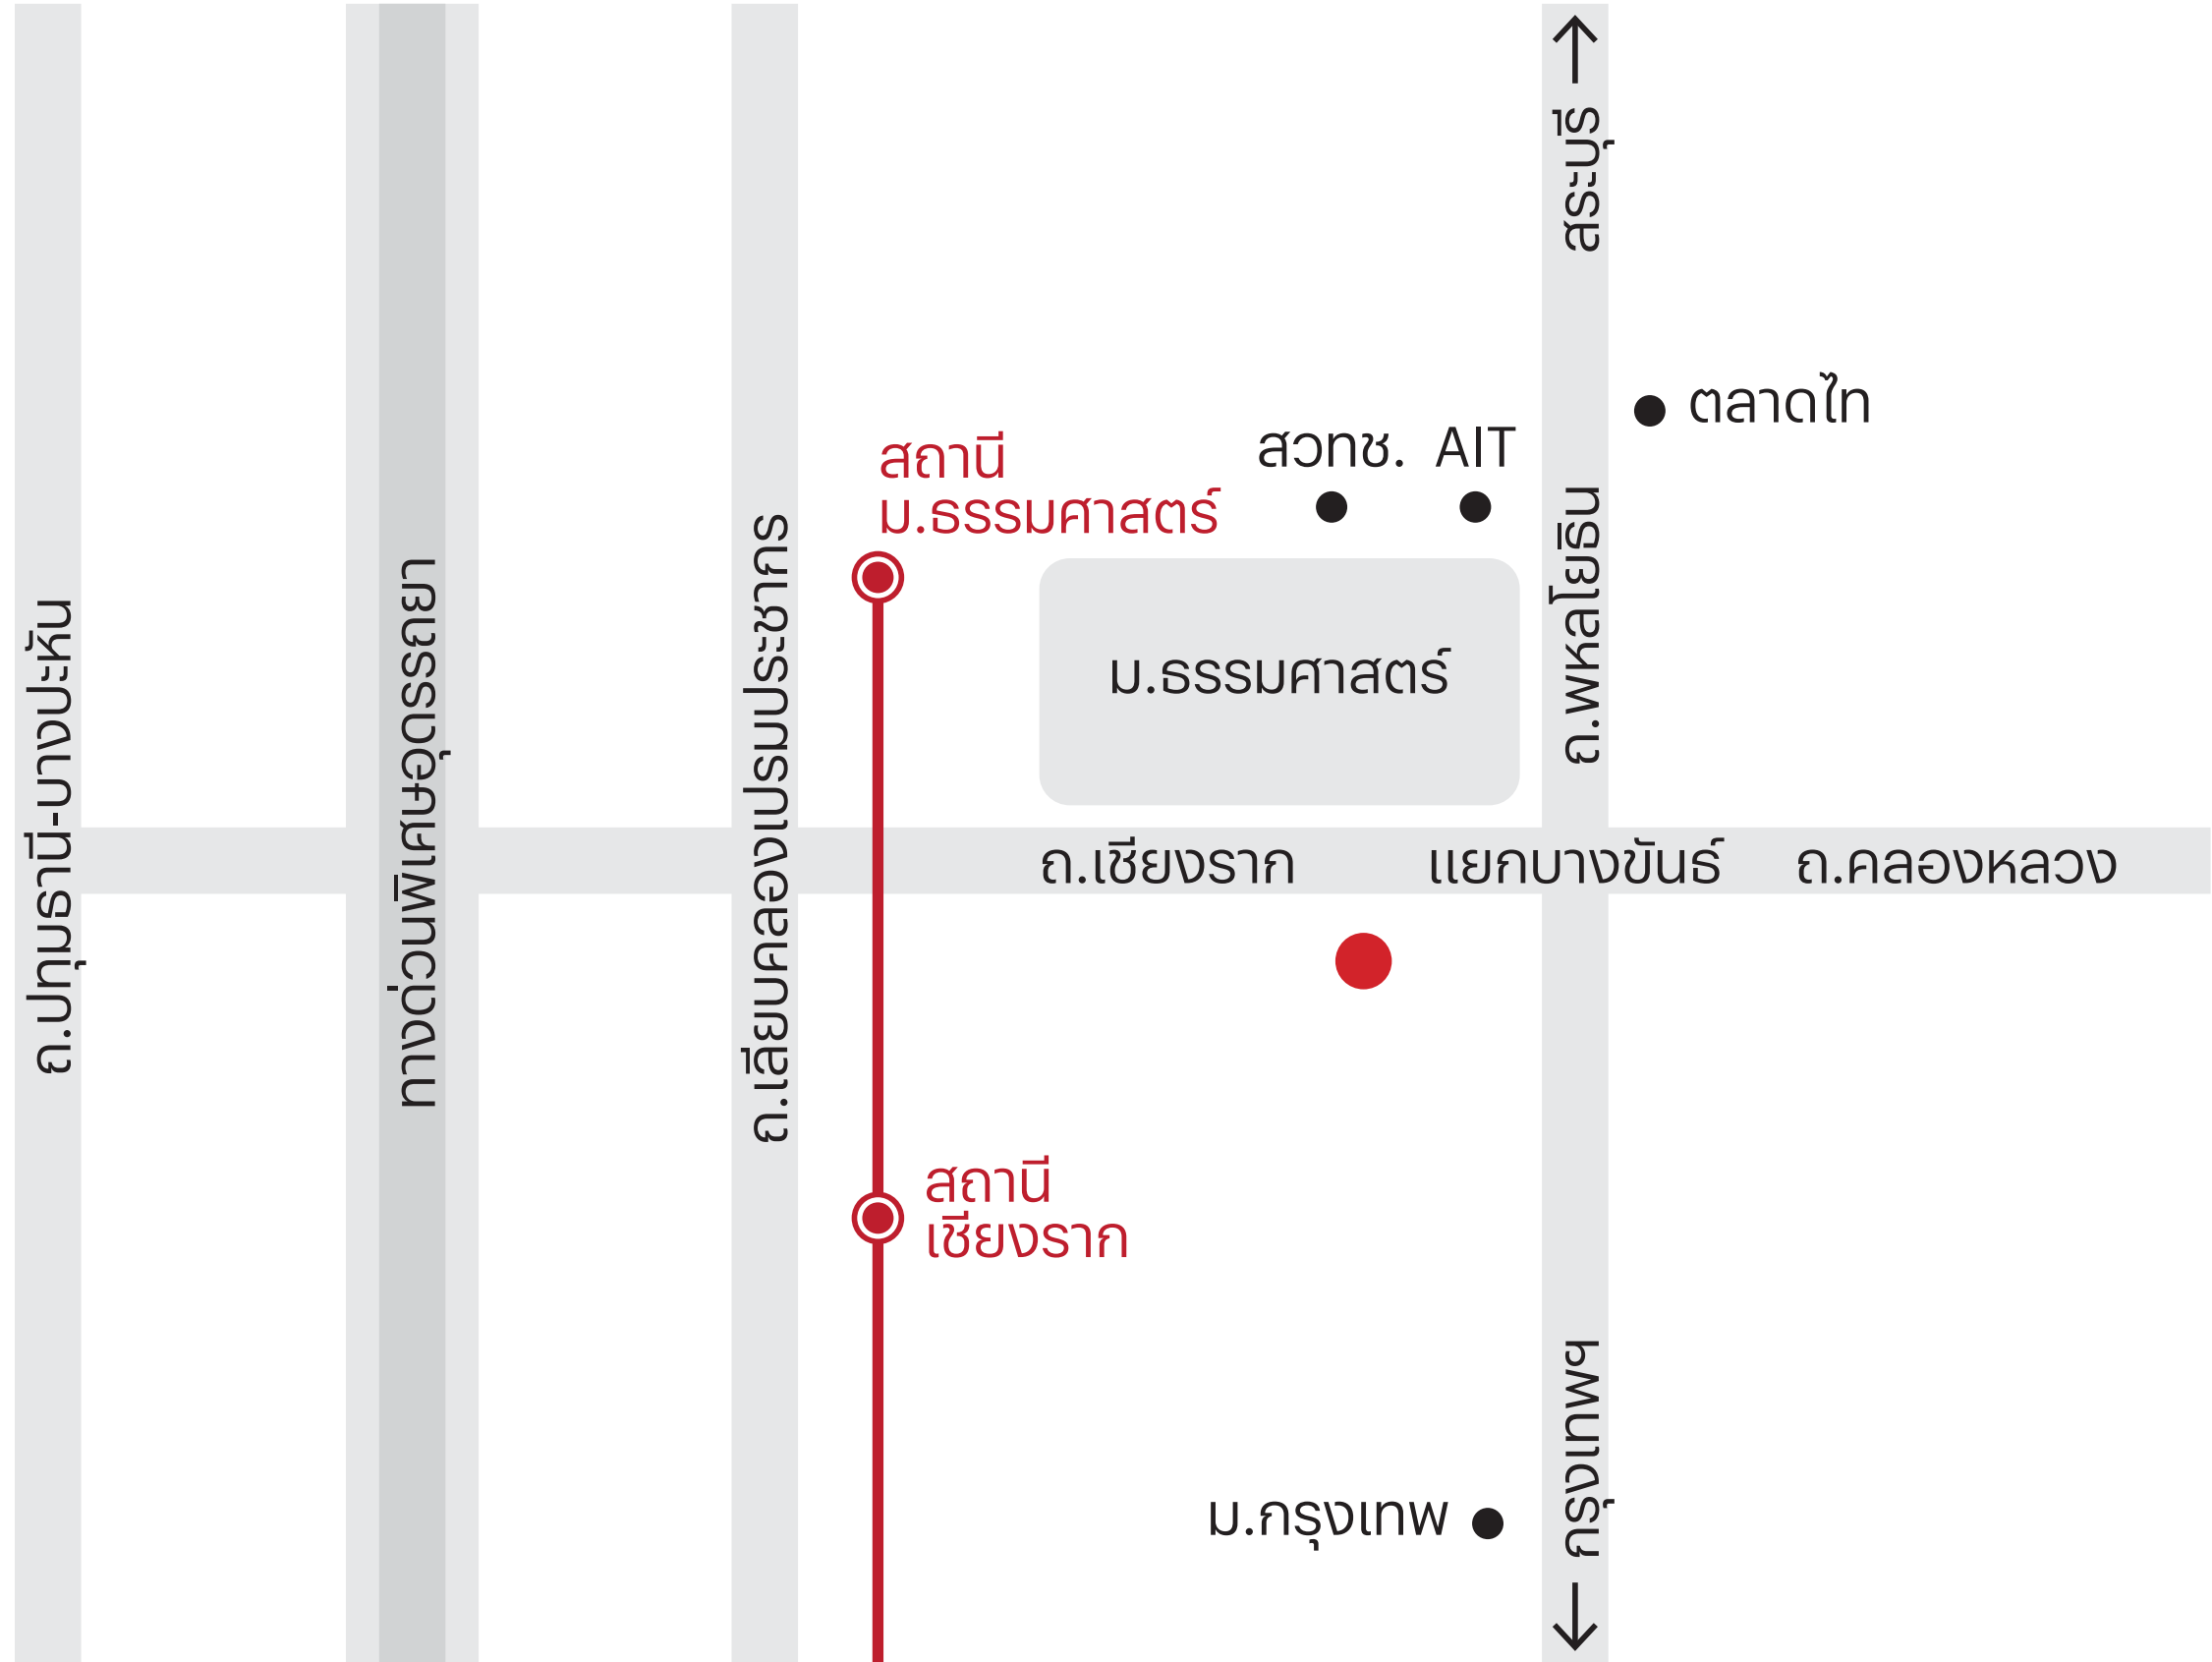 สระบุรี
ตลาดไท
สวทช.
AIT
สถานี
ม.ธรรมศาสตร์
ถ.พหลโยธิน
ถ.เลียบคลองเปรมประชากร
ทางด่วนพิเศษอุดรรัถยา
ถ.ปทุมธานี-บางปะหัน
ม.ธรรมศาสตร์
ถ.เชียงราก
แยกบางขันธ์
ถ.คลองหลวง
สถานี
เชียงราก
กรุงเทพฯ
ม.กรุงเทพ